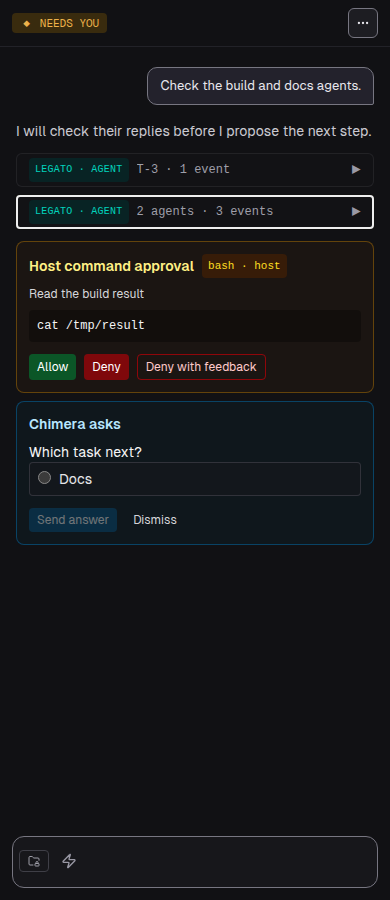 ◆ NEEDS YOU
Check the build and docs agents.
I will check their replies before I propose the next step.
LEGATO · AGENT T-3 · 1 event
LEGATO · AGENT 2 agents · 3 events
Host command approval bash · host
Read the build result
cat /tmp/result
Allow Deny Deny with feedback
Chimera asks
Which task next?
Docs
Send answer Dismiss